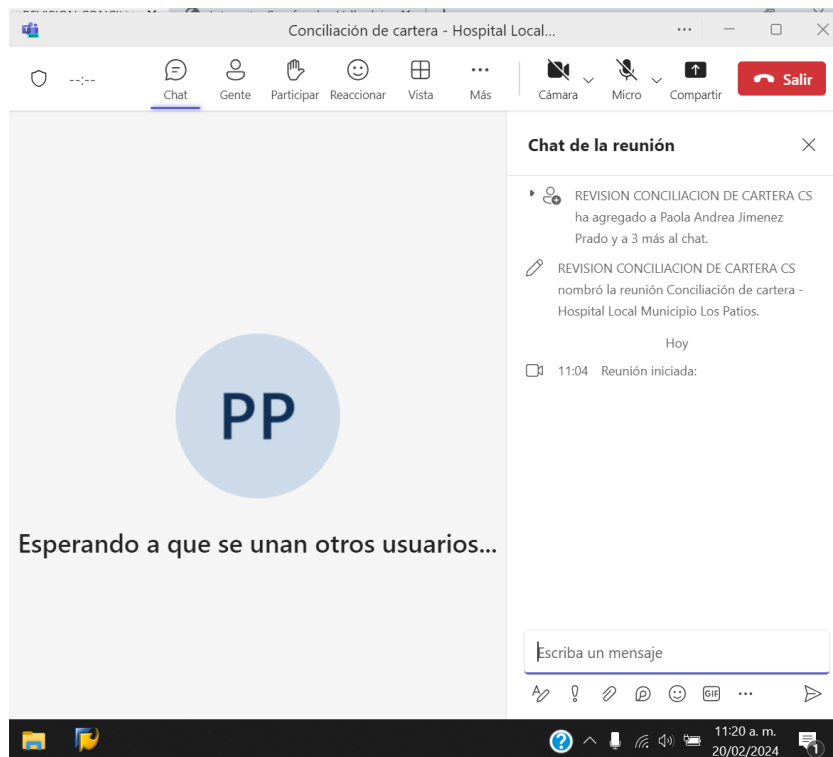 Conciliación de cartera - Hospital Local...
--:--
Chat
Gente
Participar
Reaccionar
Vista
Más
Cámara
Micro
Compartir
Salir
Chat de la reunión
REVISION CONCILIACION DE CARTERA CS
ha agregado a Paola Andrea Jimenez
Prado y a 3 más al chat.
REVISION CONCILIACION DE CARTERA CS
nombró la reunión Conciliación de cartera -
Hospital Local Municipio Los Patios.
Hoy
11:04 Reunión iniciada:
PP
Esperando a que se unan otros usuarios...
Escriba un mensaje
GIF
11:20 a. m.
20/02/2024
1